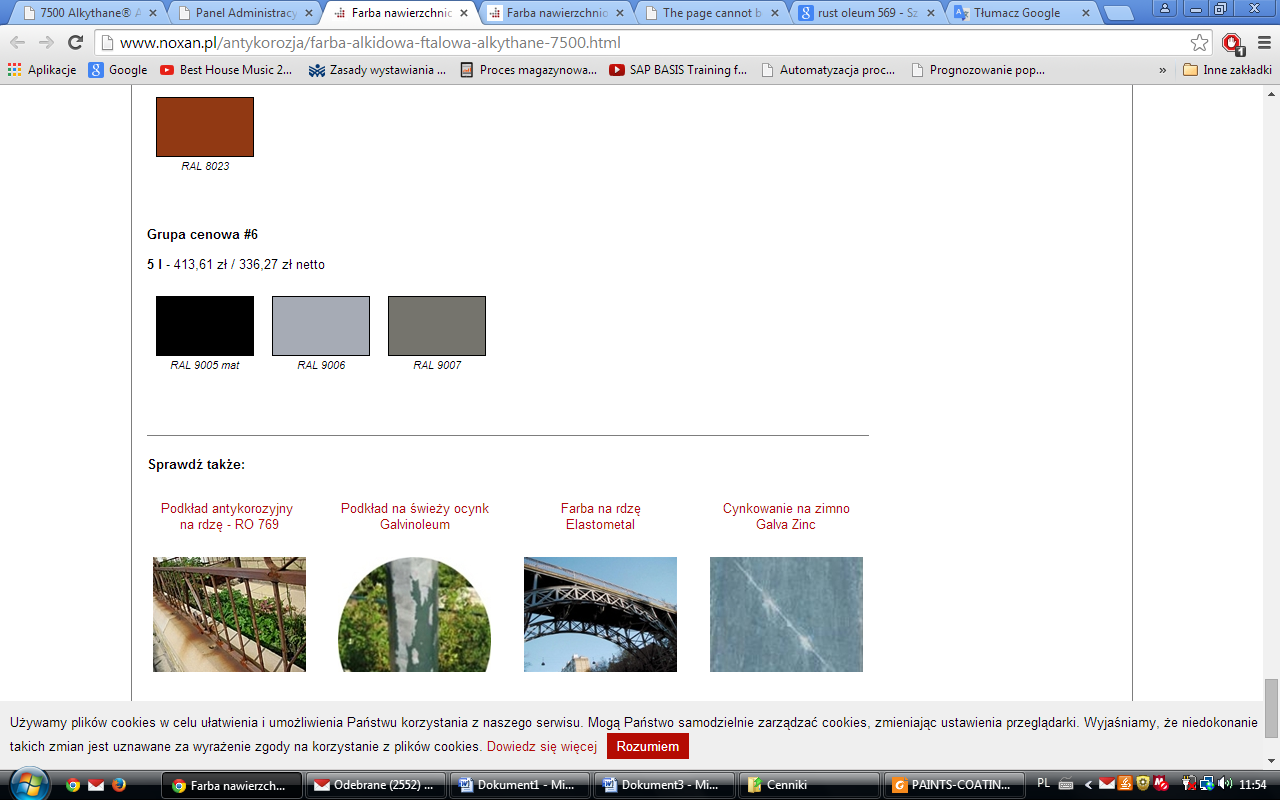 7500 Alkythane® A
Panel Administracy
Farba nawierzchnic
Farba nawierzchnio
The page cannot b
rust oleum 569 - Sz
Tłumacz Google
www.noxan.pl/antykorozja/farba-alkidowa-ftalowa-alkythane-7500.html
1
Aplikacje
Google
Best House Music 2...
Zasady wystawiania ...
Proces magazynowa...
SAP BASIS Training f...
Automatyzacja proc...
Prognozowanie pop...
»
Inne zakładki
RAL 8023
Grupa cenowa #6
5 l - 413,61 zł / 336,27 zł netto
RAL 9005 mat
RAL 9006
RAL 9007
Sprawdź także:
Podkład antykorozyjny
na rdzę - RO 769
Podkład na świeży ocynk
Galvinoleum
Farba na rdzę
Elastometal
Cynkowanie na zimno
Galva Zinc
Używamy plików cookies w celu ułatwienia i umożliwienia Państwu korzystania z naszego serwisu. Mogą Państwo samodzielnie zarządzać cookies, zmieniając ustawienia przeglądarki. Wyjaśniamy, że niedokonanie
takich zmian jest uznawane za wyrażenie zgody na korzystanie z plików cookies. Dowiedz się więcej
Rozumiem
Farba nawierzch...
Odebrane (2552) ...
Dokument1 - Mi...
Dokument3 - Mi...
Cenniki
PAINTS-COATIN...
PL
11:54